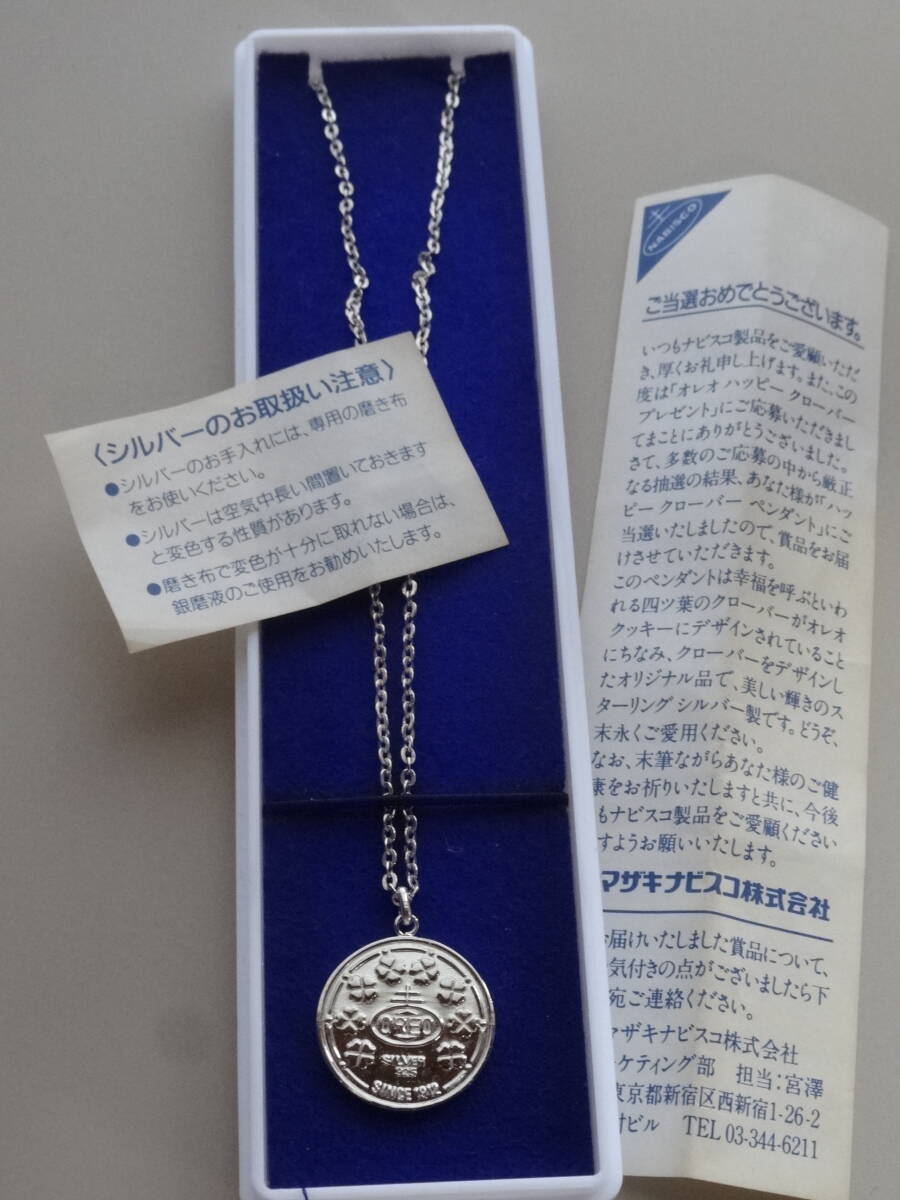 〈シルバーのお取扱い注意〉
●シルバーのお手入れには、専用の磨き布
をお使いください。
●シルバーは空気中長い間置いておきます
と変色する性質があります。
●磨き布で変色が十分に取れない場合は、
銀磨液のご使用をお勧めいたします。
NABISCO
ご当選おめでとうございます。
いつもナビスコ製品をご愛顧いただ
き、厚くお礼申し上げます。また、この
度は「オレオ ハッピー クローバー
プレゼント」にご応募いただきまし
てまことにありがとうございました。
さて、多数のご応募の中から厳正
なる抽選の結果、あなた様が「ハッ
ピー クローバー ペンダント」にご
当選いたしましたので、賞品をお届
けさせていただきます。
このペンダントは幸福を呼ぶといわ
れる四ツ葉のクローバーがオレオ
クッキーにデザインされていること
にちなみ、クローバーをデザインし
たオリジナル品で、美しい輝きのス
ターリング シルバー製です。どうぞ、
末永くご愛用ください。
なお、末筆ながらあなた様のご健
康をお祈りいたしますと共に、今後
もナビスコ製品をご愛顧ください
すようお願いいたします。
マザキナビスコ株式会社
届けいたしました賞品について、
気付きの点がございましたら下
宛ご連絡ください。
マザキナビスコ株式会社
ケティング部 担当:宮澤
東京都新宿区西新宿1-26-2
村ビル TEL 03-344-6211
OREO
SILVER
925
SINCE 1912